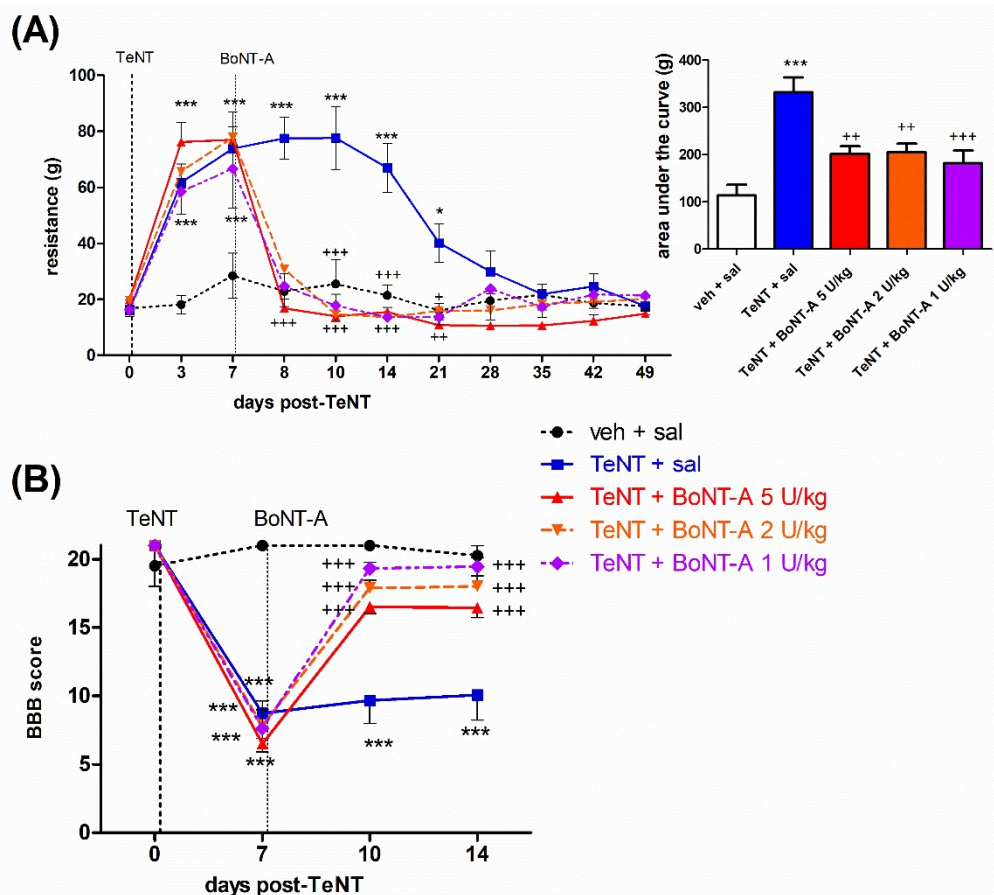 (A)
TeNT
BoNT-A
resistance (g)
100
80
60
40
20
0
*** *** *** *** ***
*** *** *
+++ +++ +
+++ +++ +++ ++
0 3 7 8 10 14 21 28 35 42 49
days post-TeNT
area under the curve (g)
400
300
200
100
0
***
++ ++ +++
veh + sal
TeNT + sal
TeNT + BoNT-A 5 U/kg
TeNT + BoNT-A 2 U/kg
TeNT + BoNT-A 1 U/kg
veh + sal
TeNT + sal
TeNT + BoNT-A 5 U/kg
TeNT + BoNT-A 2 U/kg
TeNT + BoNT-A 1 U/kg
(B)
TeNT
BoNT-A
BBB score
20
15
10
5
0
+++ +++
+++ +++
+++ +++
***
***
***
***
*** ***
0 7 10 14
days post-TeNT